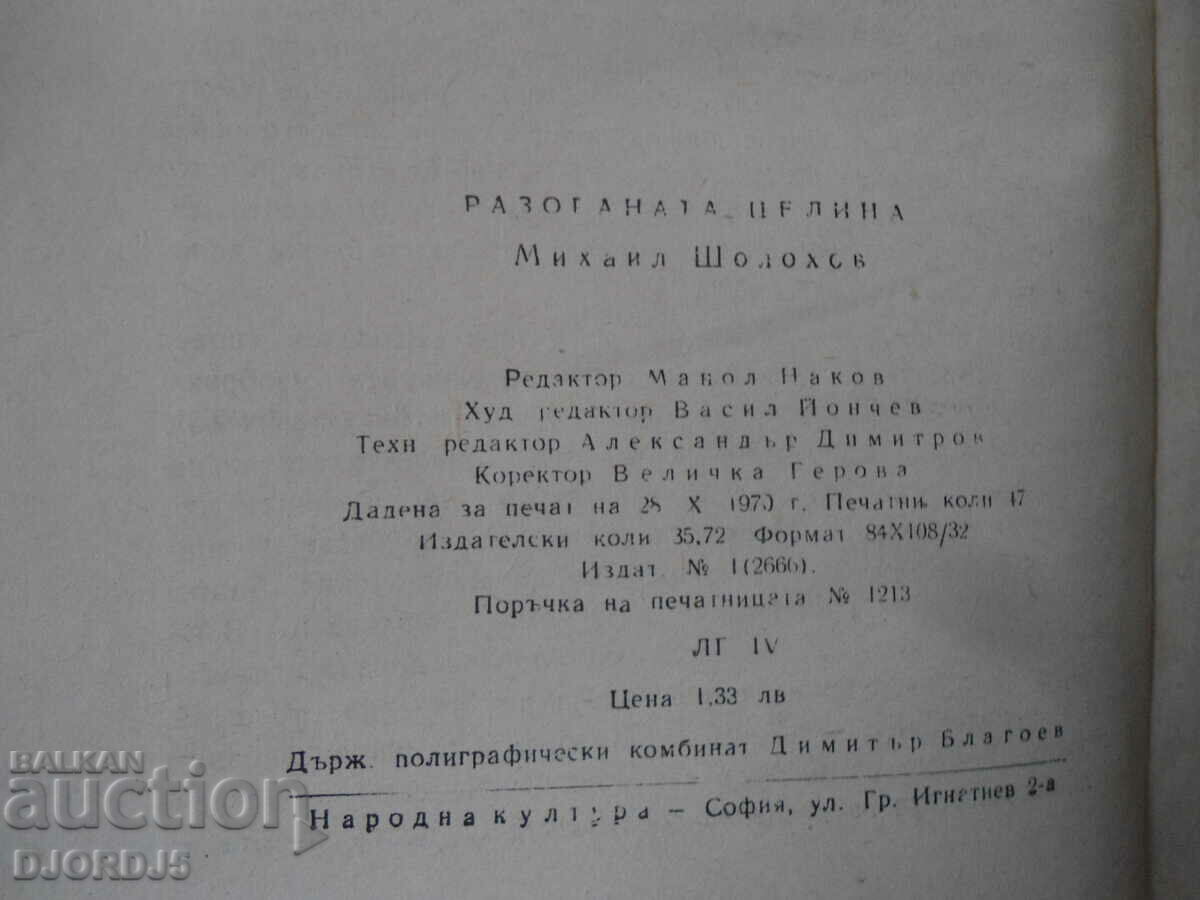 РАЗОРАНАТА ЦЕЛИНА
Михаил Шолохов
Редактор Манол Наков
Худ редактор Васил Йончев
Техн редактор Александър Димитров
Коректор Величка Герова
Дадена за печат на 28 X 1970 г. Печатни коли 17
Издателски коли 35,72 Формат 84X108/32
Издат. № 1(2666).
Поръчка на печатницата № 1213
ЛГ IV
Цена 1,33 лв
Държ. полиграфически комбинат Димитър Благоев
Народна култура — София, ул. Гр. Игнатиев 2-а
BALKAN
auction
DJORDJ5